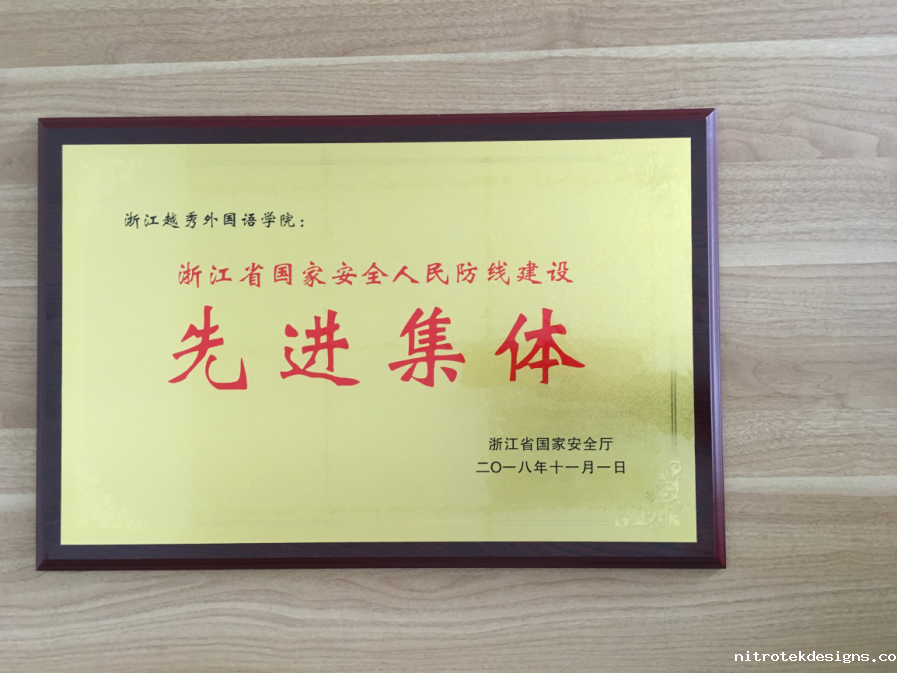 浙江越秀外国语学院：
浙江省国家安全人民防线建设
先进集体
浙江省国家安全厅
二〇一八年十一月一日
nitrotekdesigns.co